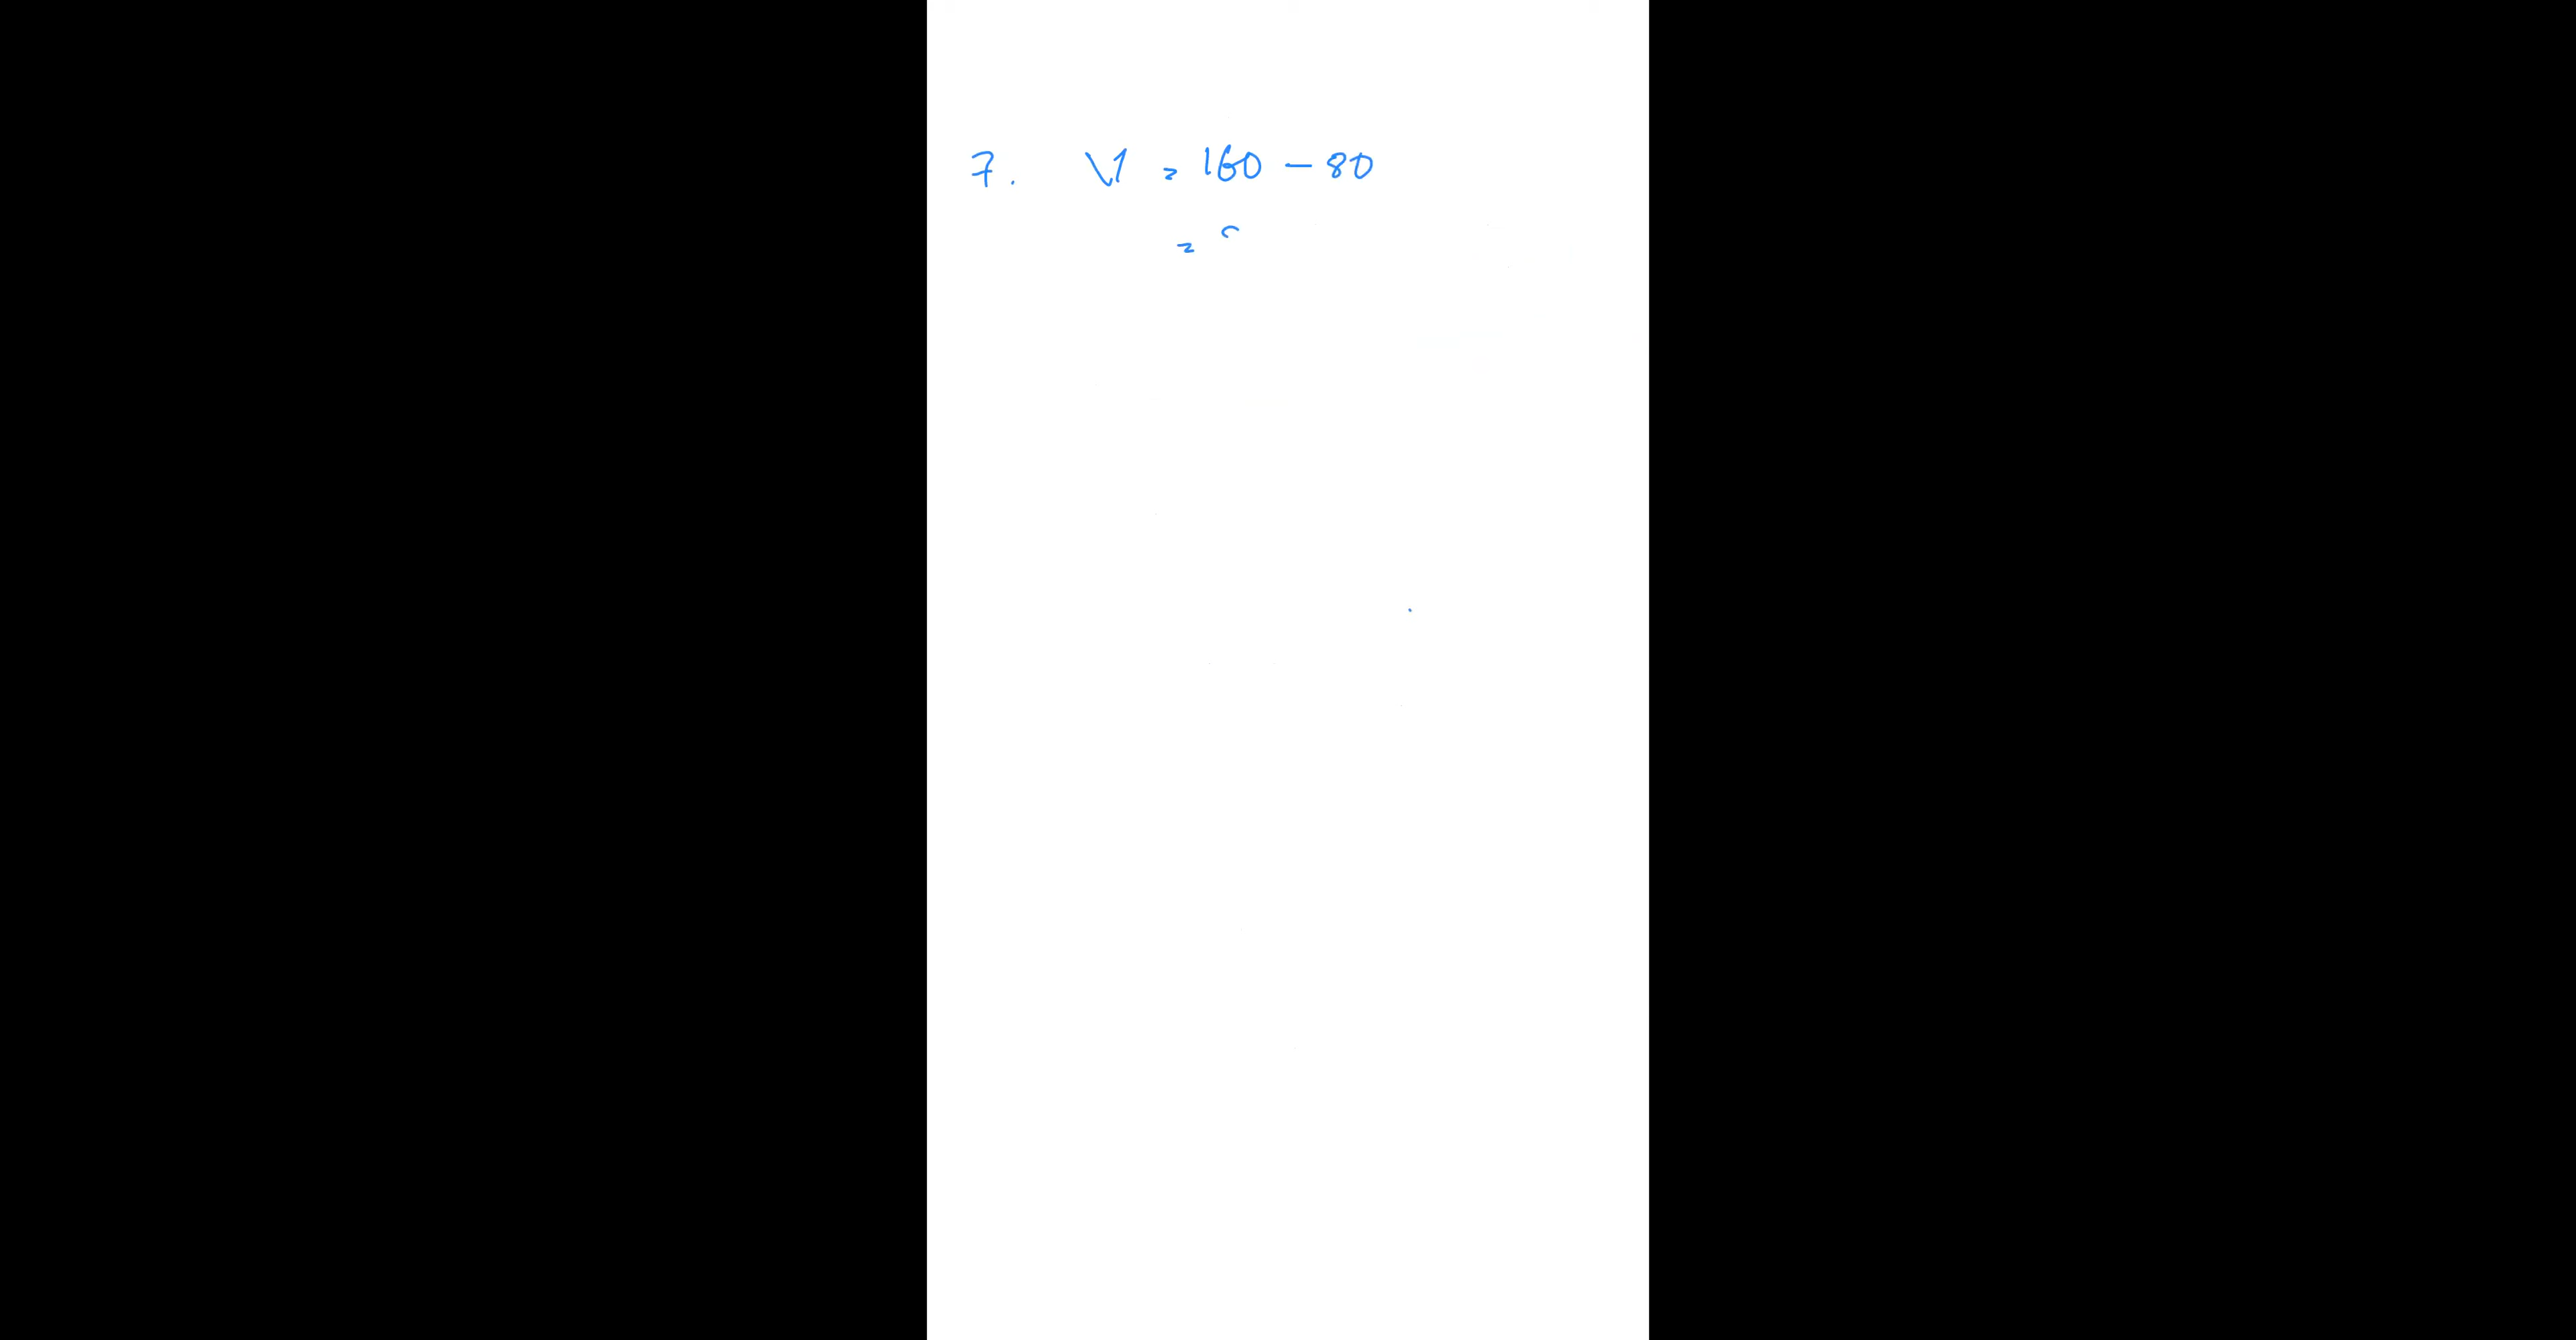 7. V1 = 160 - 80
=